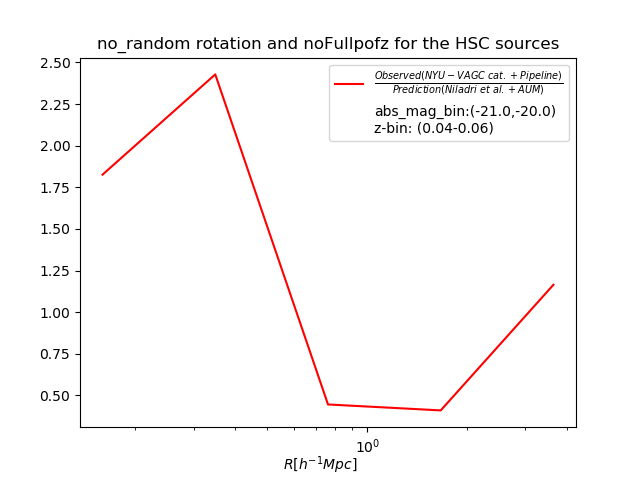 no_random rotation and noFullpofz for the HSC sources
Observed(NYU−VAGC cat. + Pipeline)
Prediction(Niladri et al. + AUM)
abs_mag_bin:(-21.0,-20.0)
z-bin: (0.04-0.06)
2.50
2.25
2.00
1.75
1.50
1.25
1.00
0.75
0.50
10⁰
R[h⁻¹Mpc]